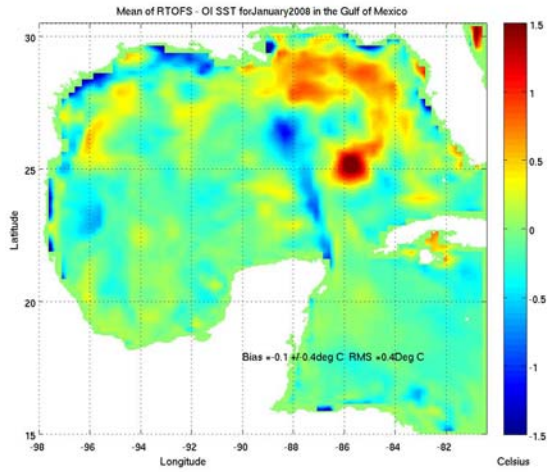 Mean of RTOFS - OI SST forJanuary2008 in the Gulf of Mexico
30
25
20
15
Latitude
Bias =-0.1 +/-0.4deg C RMS =0.4Deg C
-98 -96 -94 -92 -90 -88 -86 -84 -82
Longitude
1.5
1
0.5
0
-0.5
-1
-1.5
Celsius